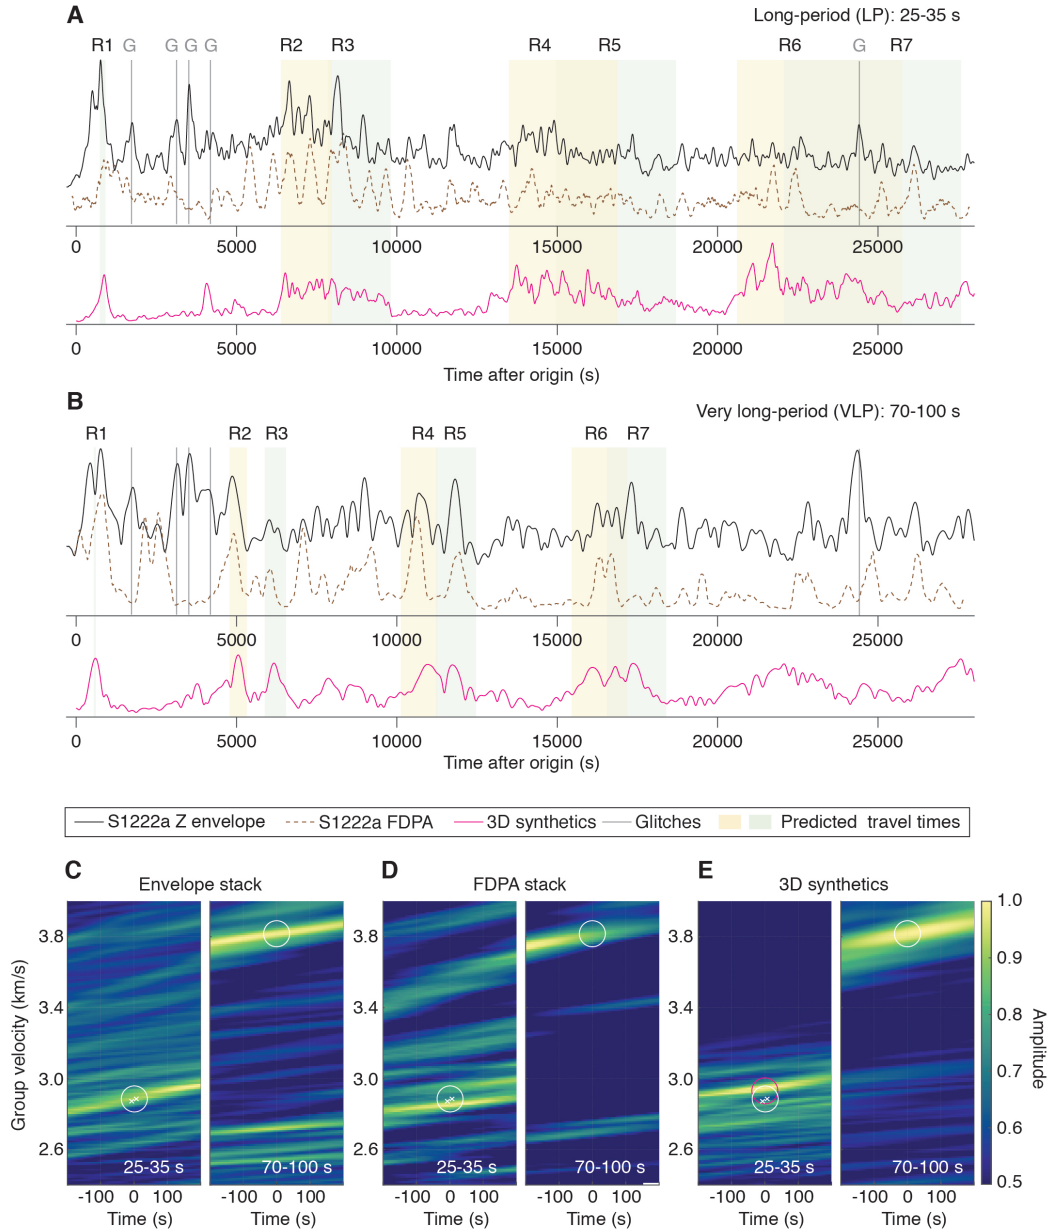 A
Long-period (LP): 25-35 s
R1 G G G G R2 R3 R4 R5 R6 G R7
0 5000 10000 15000 20000 25000
0 5000 10000 15000 20000 25000
Time after origin (s)
B
Very long-period (VLP): 70-100 s
R1 R2 R3 R4 R5 R6 R7
0 5000 10000 15000 20000 25000
0 5000 10000 15000 20000 25000
Time after origin (s)
S1222a Z envelope S1222a FDPA 3D synthetics Glitches Predicted travel times
C D E
Envelope stack FDPA stack 3D synthetics
Group velocity (km/s)
3.8 3.4 3.0 2.6
25-35 s 70-100 s
-100 0 100 -100 0 100
Time (s) Time (s)
3.8 3.4 3.0 2.6
25-35 s 70-100 s
-100 0 100 -100 0 100
Time (s) Time (s)
3.8 3.4 3.0 2.6
25-35 s 70-100 s
-100 0 100 -100 0 100
Time (s) Time (s)
1.0 0.9 0.8 0.7 0.6 0.5
Amplitude